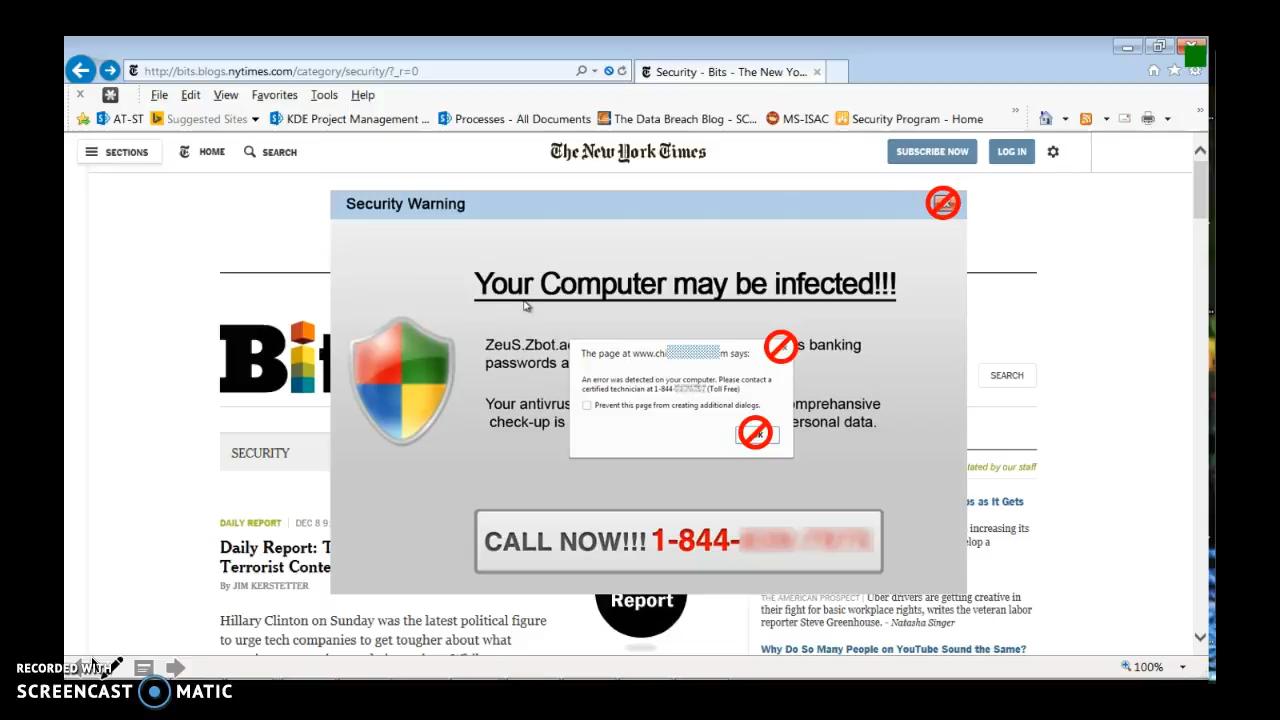 http://bits.blogs.nytimes.com/category/security/?_r=0
Security - Bits - The New Yo...
File Edit View Favorites Tools Help
AT-ST Suggested Sites KDE Project Management ... Processes - All Documents The Data Breach Blog - SC... MS-ISAC Security Program - Home
SECTIONS HOME SEARCH The New York Times SUBSCRIBE NOW LOG IN
Security Warning
Your Computer may be infected!!!
ZeuS.Zbot.a
s banking
passwords a
Your antivirus
mprehansive
check-up is
ersonal data.
The page at www.chi m says:
An error was detected on your computer. Please contact a
certified technician at 1-844- (Toll Free)
Prevent this page from creating additional dialogs.
CALL NOW!!! 1-844-
Bits
SEARCH
SECURITY
tated by our staff
DAILY REPORT DEC 8 9:
Daily Report: T
Terrorist Conte
By JIM KERSTETTER
Hillary Clinton on Sunday was the latest political figure
to urge tech companies to get tougher about what
Report
s as It Gets
increasing its
elop a
THE AMERICAN PROSPECT | Uber drivers are getting creative in
their fight for basic workplace rights, writes the veteran labor
reporter Steve Greenhouse. - Natasha Singer
Why Do So Many People on YouTube Sound the Same?
100%
RECORDED WITH
SCREENCAST MATIC